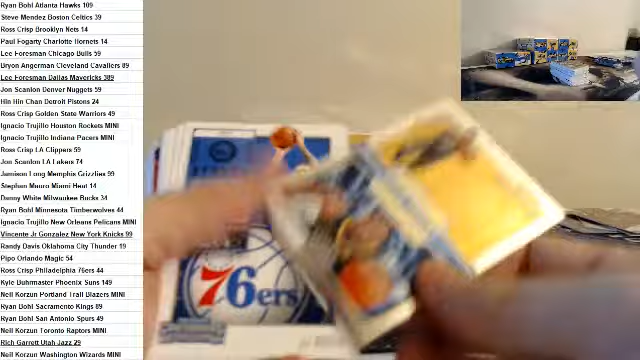 Ryan Bohl Atlanta Hawks 109
Steve Mendez Boston Celtics 39
Ross Crisp Brooklyn Nets 14
Paul Fogarty Charlotte Hornets 14
Lee Foresman Chicago Bulls 59
Bryon Angerman Cleveland Cavaliers 89
Lee Foresman Dallas Mavericks 389
Jon Scanlon Denver Nuggets 59
Hin Hin Chan Detroit Pistons 24
Ross Crisp Golden State Warriors 49
Ignacio Trujillo Houston Rockets MINI
Ignacio Trujillo Indiana Pacers MINI
Ross Crisp LA Clippers 59
Jon Scanlon LA Lakers 74
Jamison Long Memphis Grizzlies 99
Stephan Mauro Miami Heat 14
Danny White Milwaukee Bucks 34
Ryan Bohl Minnesota Timberwolves 44
Ignacio Trujillo New Orleans Pelicans MINI
Vincente Jr Gonzalez New York Knicks 99
Randy Davis Oklahoma City Thunder 19
Pipo Orlando Magic 54
Ross Crisp Philadelphia 76ers 44
Kyle Buhrmaster Phoenix Suns 149
Neil Korzun Portland Trail Blazers MINI
Ryan Bohl Sacramento Kings 89
Ryan Bohl San Antonio Spurs 49
Neil Korzun Toronto Raptors MINI
Rich Garrett Utah Jazz 29
Neil Korzun Washington Wizards MINI
76ers